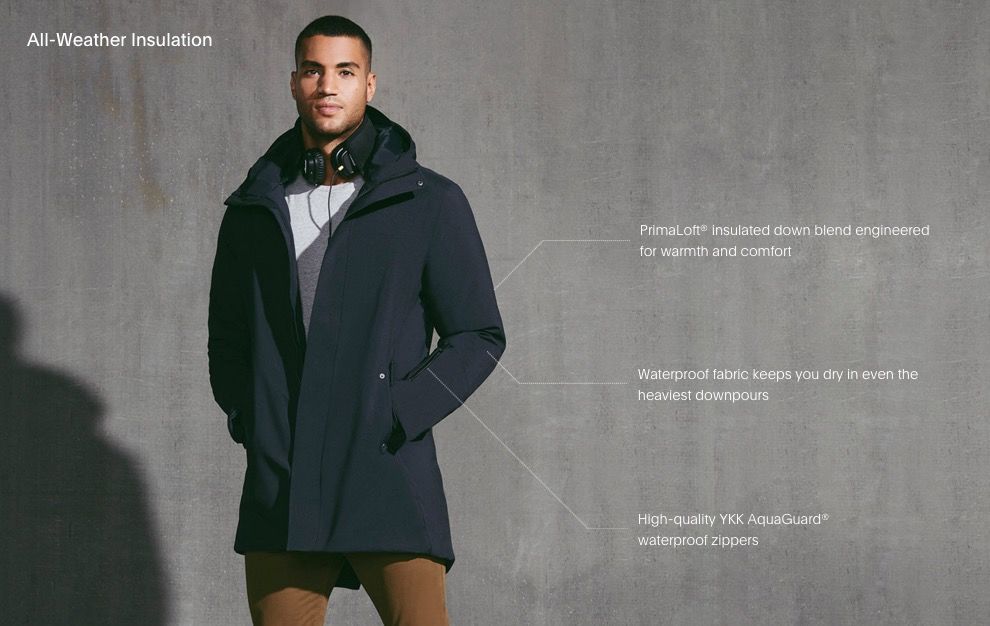 All-Weather Insulation
PrimaLoft® insulated down blend engineered
for warmth and comfort
Waterproof fabric keeps you dry in even the
heaviest downpours
High-quality YKK AquaGuard®
waterproof zippers